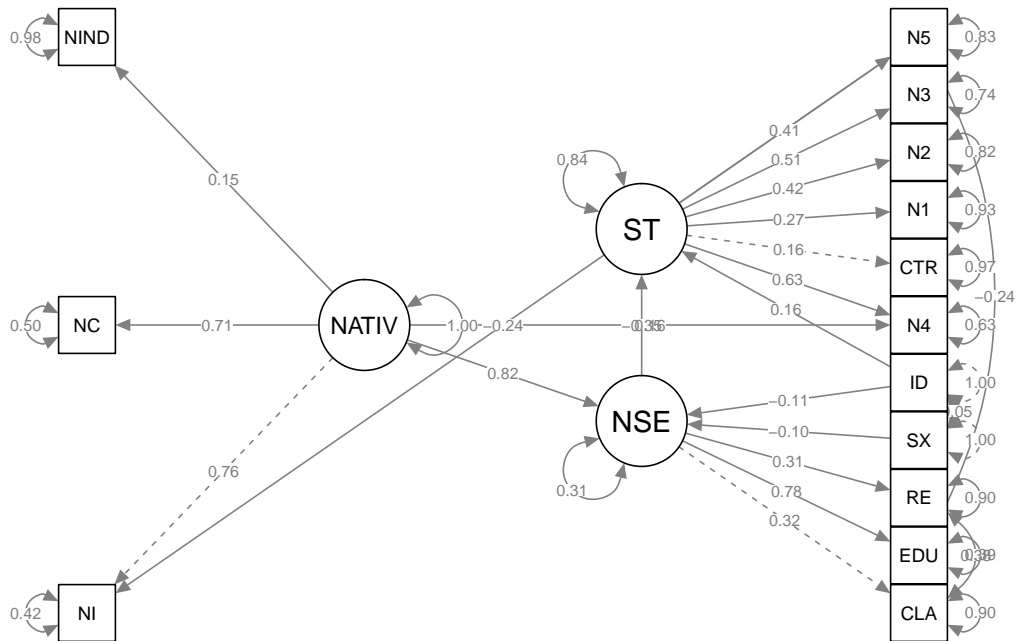 NIND
0.98
0.15
NC
0.50
0.71
NATIV
1.00
−0.24
0.82
0.76
NI
0.42
ST
0.84
NSE
0.31
0.41
0.51
0.42
0.27
0.16
0.63
0.16
−0.11
−0.10
0.31
0.78
0.32
N5
0.83
N3
0.74
N2
0.82
N1
0.93
CTR
0.97
−0.24
N4
0.63
ID
1.00
0.05
SX
1.00
RE
0.90
EDU
CLA
0.90